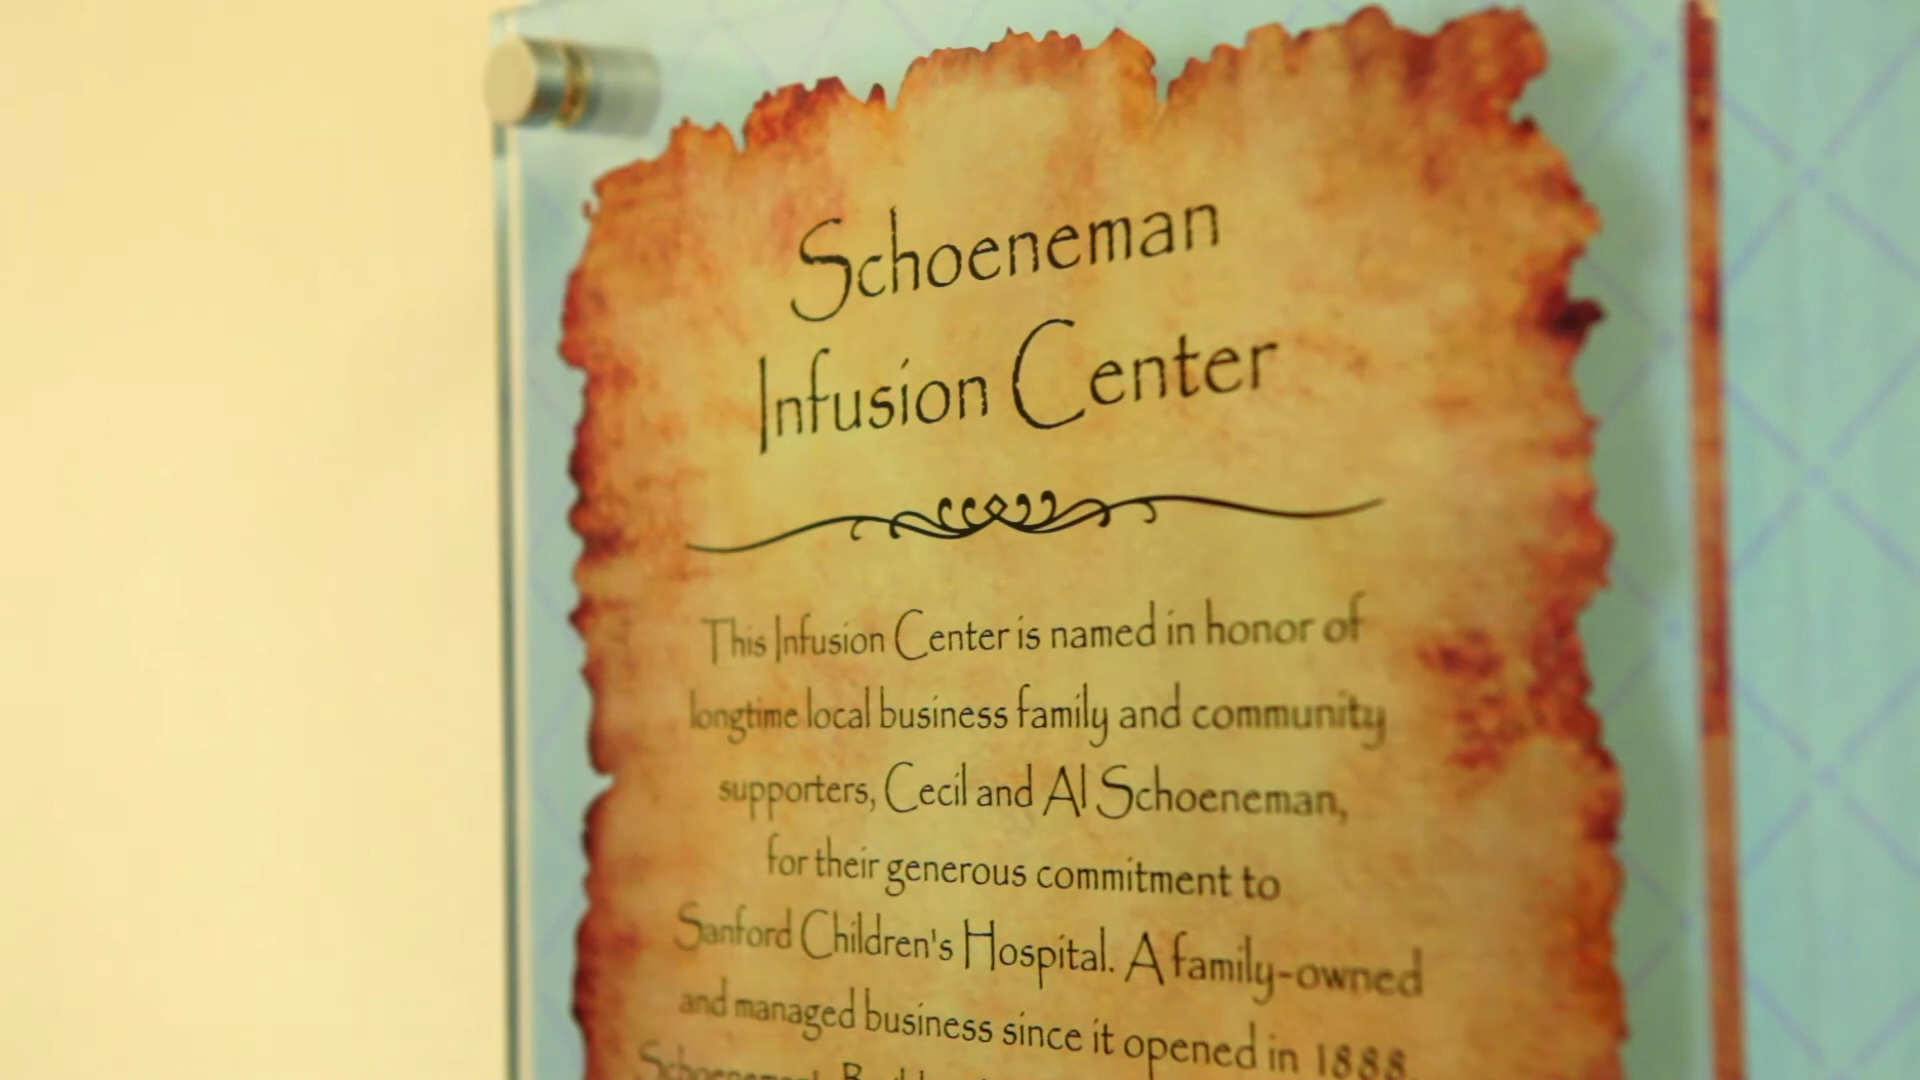 Schoeneman
Infusion Center
This Infusion Center is named in honor of
longtime local business family and community
supporters, Cecil and Al Schoeneman,
for their generous commitment to
Sanford Children's Hospital. A family-owned
and managed business since it opened in 1888,